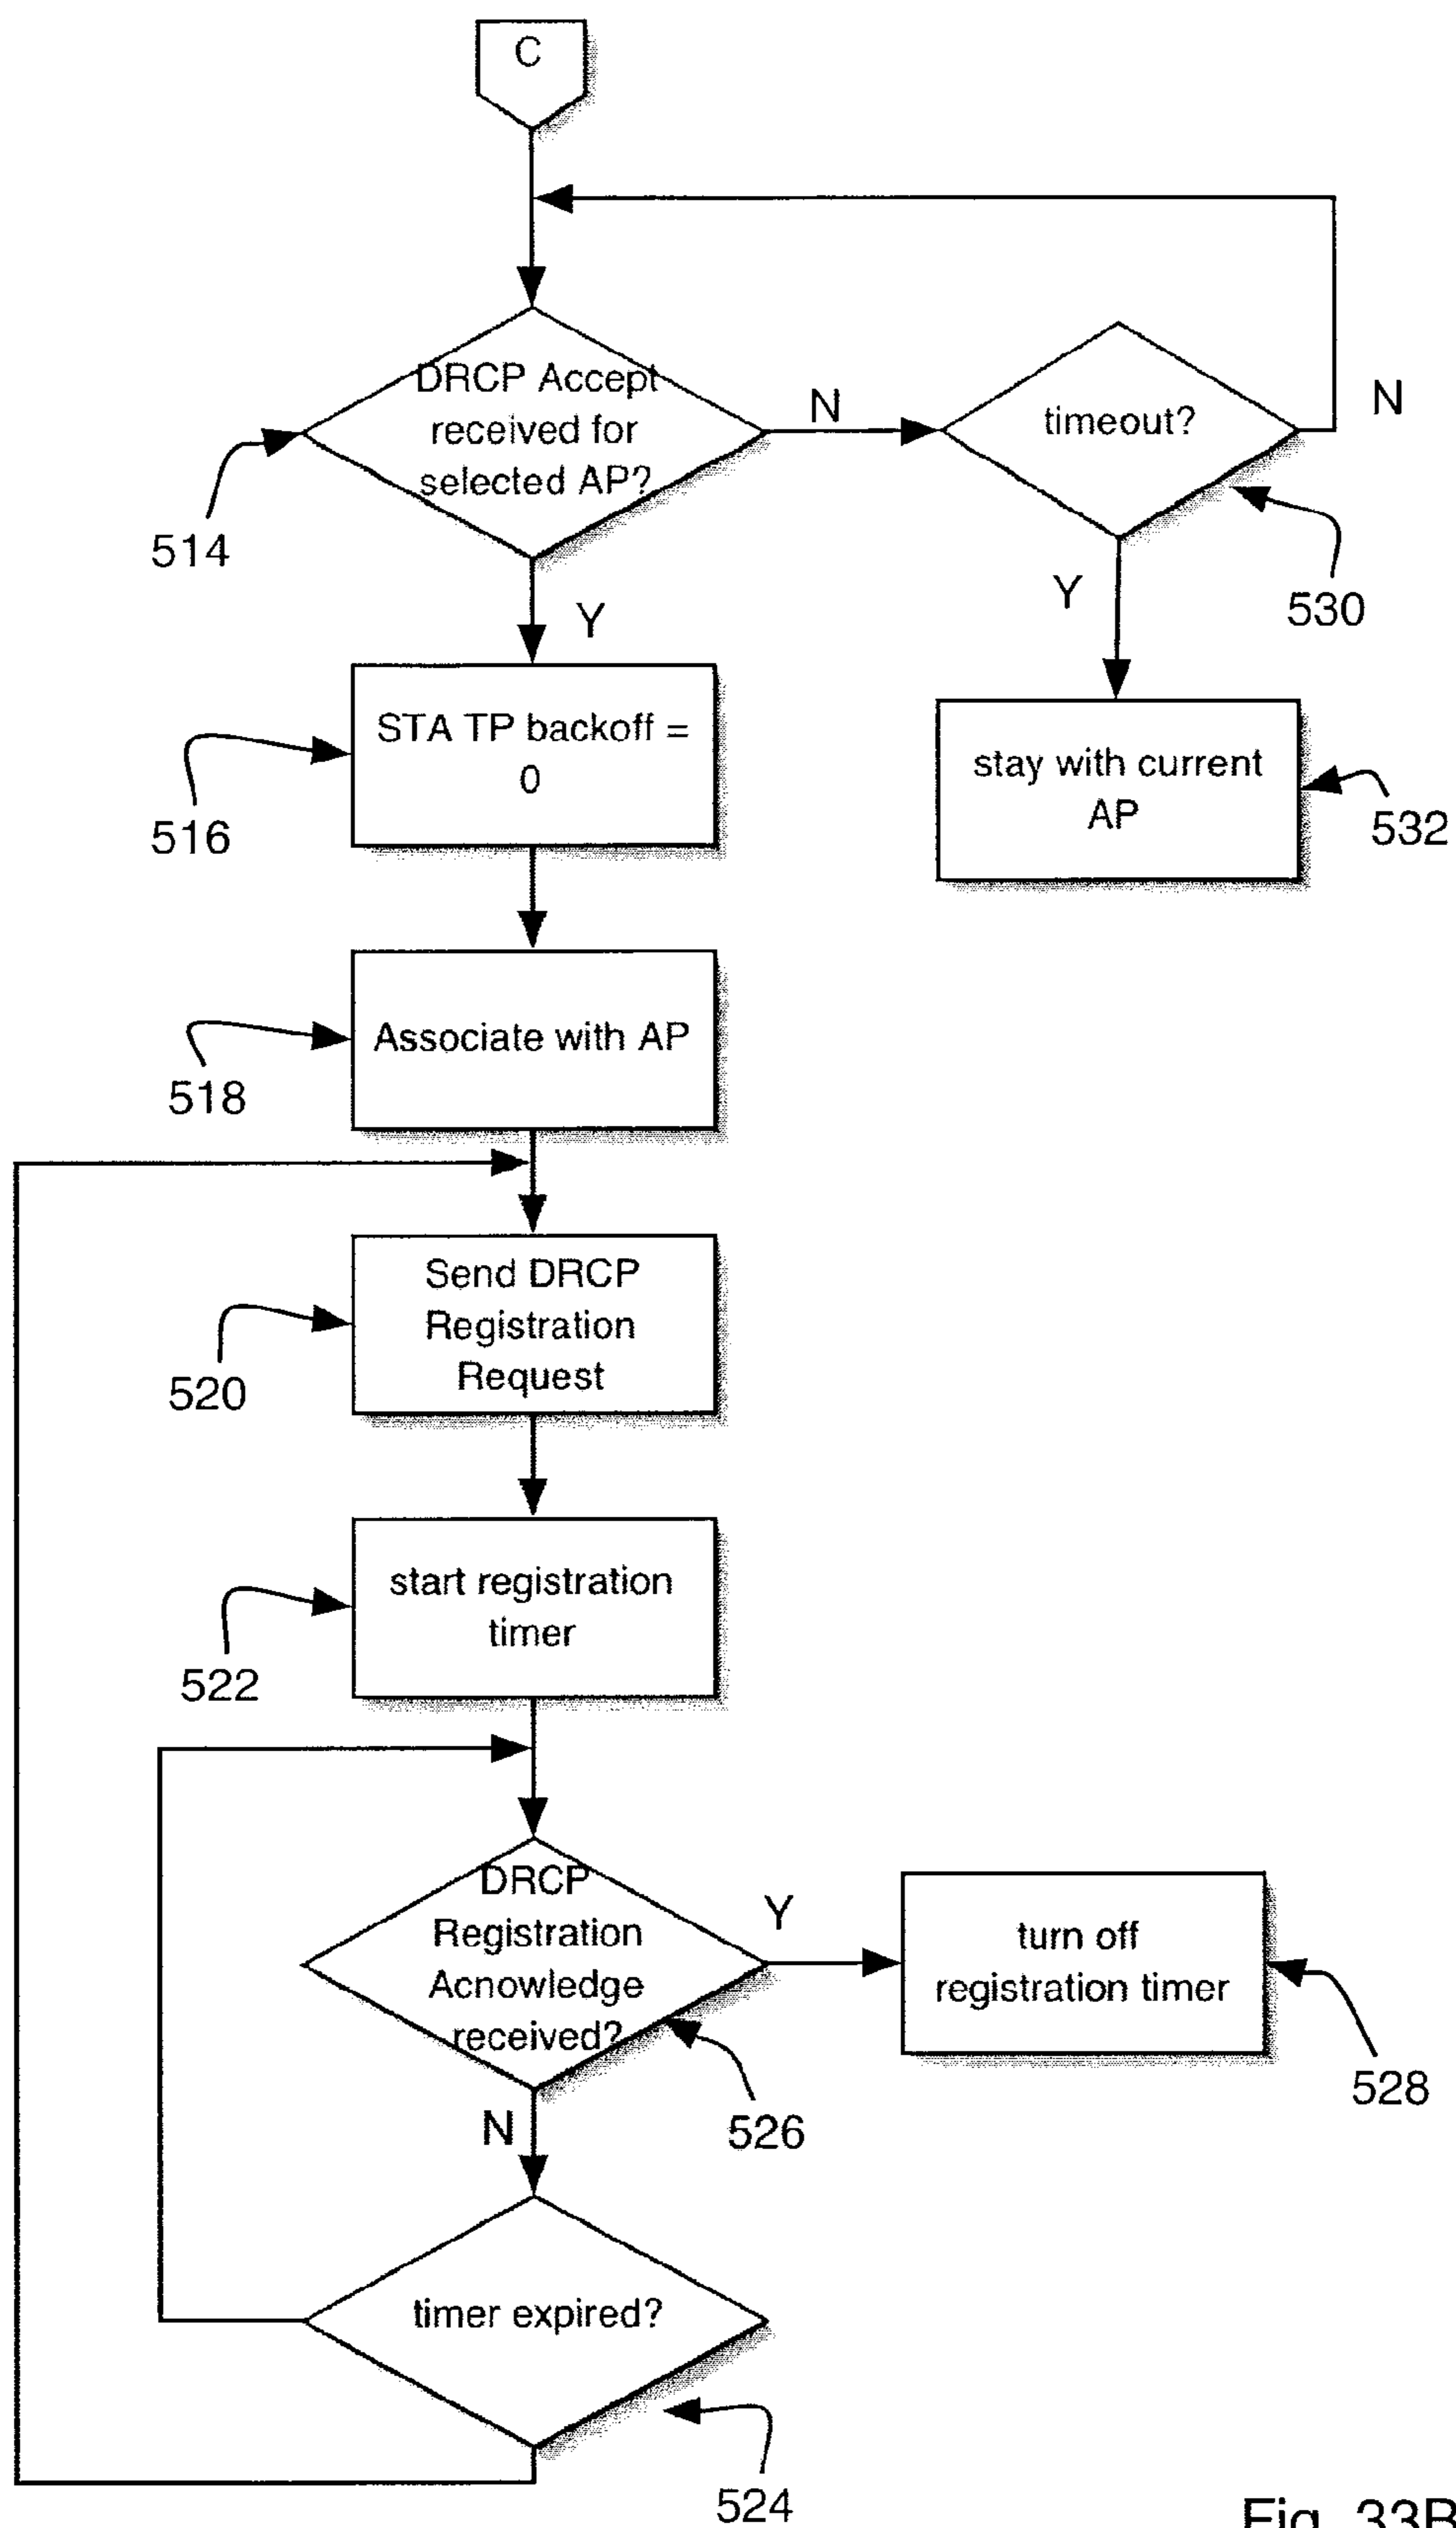 C
DRCP Accept
received for
selected AP?
N
timeout?
N
514
Y
Y
530
STA TP backoff =
0
516
stay with current
AP
532
Associate with AP
518
Send DRCP
Registration
Request
520
start registration
timer
522
DRCP
Registration
Acnowledge
received?
Y
turn off
registration timer
528
526
N
timer expired?
524
Fig. 33B